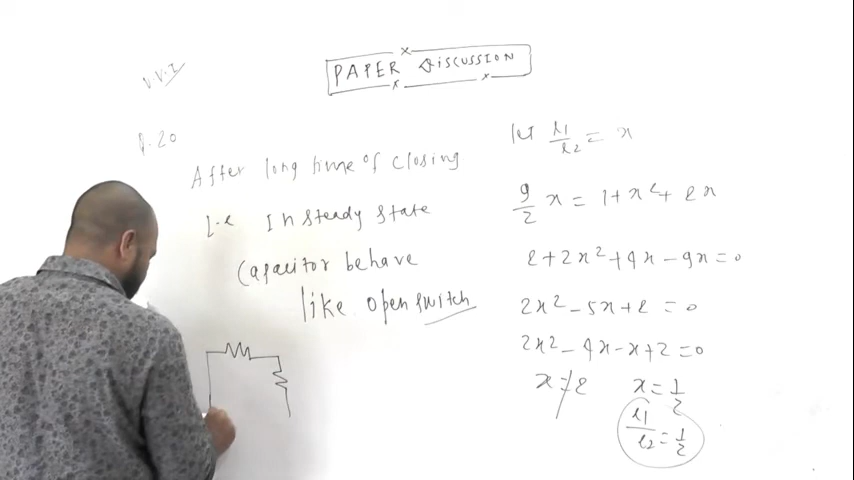 PAPER DISCUSSION
V.V.I
Q.20
After long time of closing
I.e In steady state
Capacitor behave
like open switch
let r1/r2 = x
9/2 x = 1+x²+2x
2+2x²+4x-9x=0
2x²-5x+2=0
2x²-4x-x+2=0
x=2 x=1/2
r1/r2=1/2